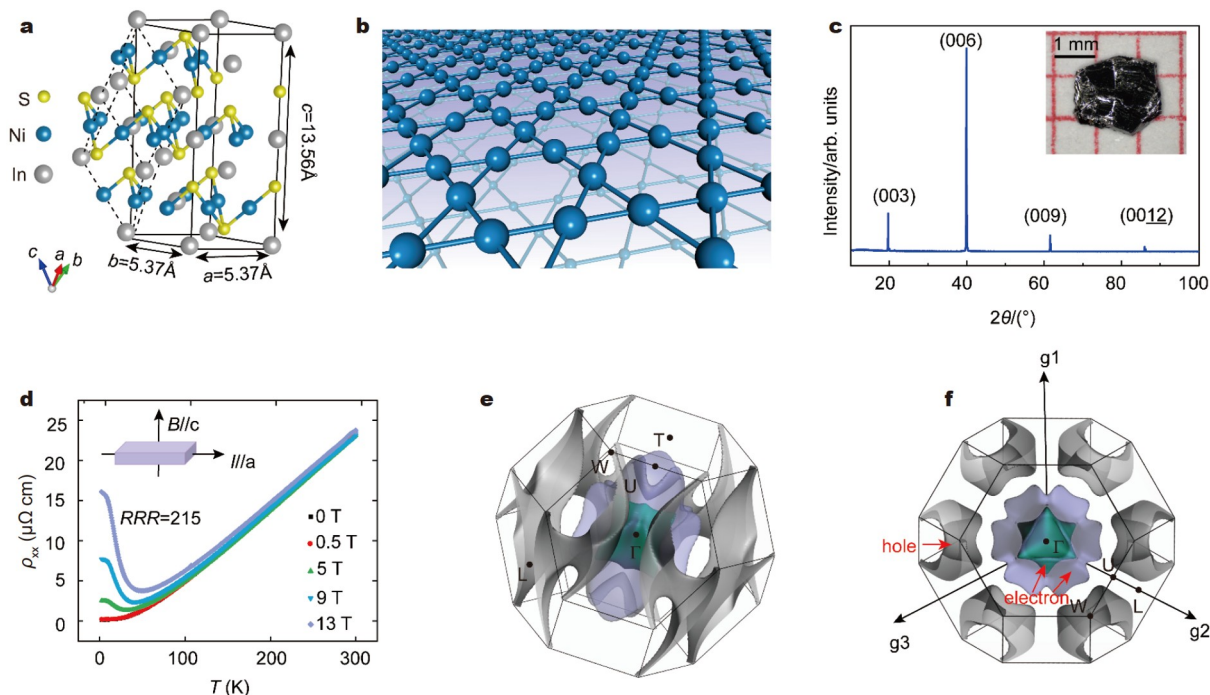 a
S
Ni
In
c=13.56Å
b=5.37Å
a=5.37Å
c
a
b
b
c
Intensity/arb. units
(003)
(006)
(009)
(0012)
1 mm
20
40
60
80
100
2θ/(°)
d
ρxx (μΩ cm)
25
20
15
10
5
0
B//c
I//a
RRR=215
0 T
0.5 T
5 T
9 T
13 T
0
100
200
300
T (K)
e
T
W
U
Γ
L
f
g1
hole
Γ
electron
U
W
L
g3
g2